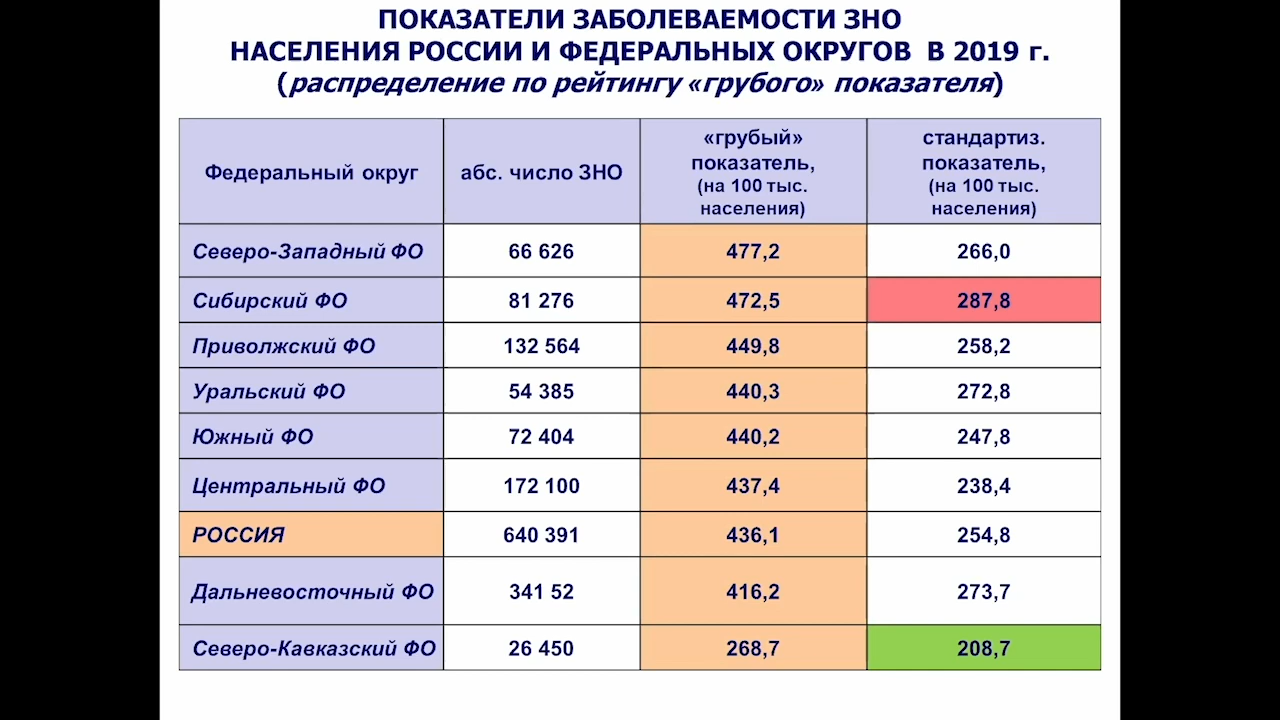 ПОКАЗАТЕЛИ ЗАБОЛЕВАЕМОСТИ ЗНО
НАСЕЛЕНИЯ РОССИИ И ФЕДЕРАЛЬНЫХ ОКРУГОВ В 2019 г.
(распределение по рейтингу «грубого» показателя)
Федеральный округ абс. число ЗНО «грубый» показатель, (на 100 тыс. населения) стандартиз. показатель, (на 100 тыс. населения)
Северо-Западный ФО 66 626 477,2 266,0
Сибирский ФО 81 276 472,5 287,8
Приволжский ФО 132 564 449,8 258,2
Уральский ФО 54 385 440,3 272,8
Южный ФО 72 404 440,2 247,8
Центральный ФО 172 100 437,4 238,4
РОССИЯ 640 391 436,1 254,8
Дальневосточный ФО 341 52 416,2 273,7
Северо-Кавказский ФО 26 450 268,7 208,7